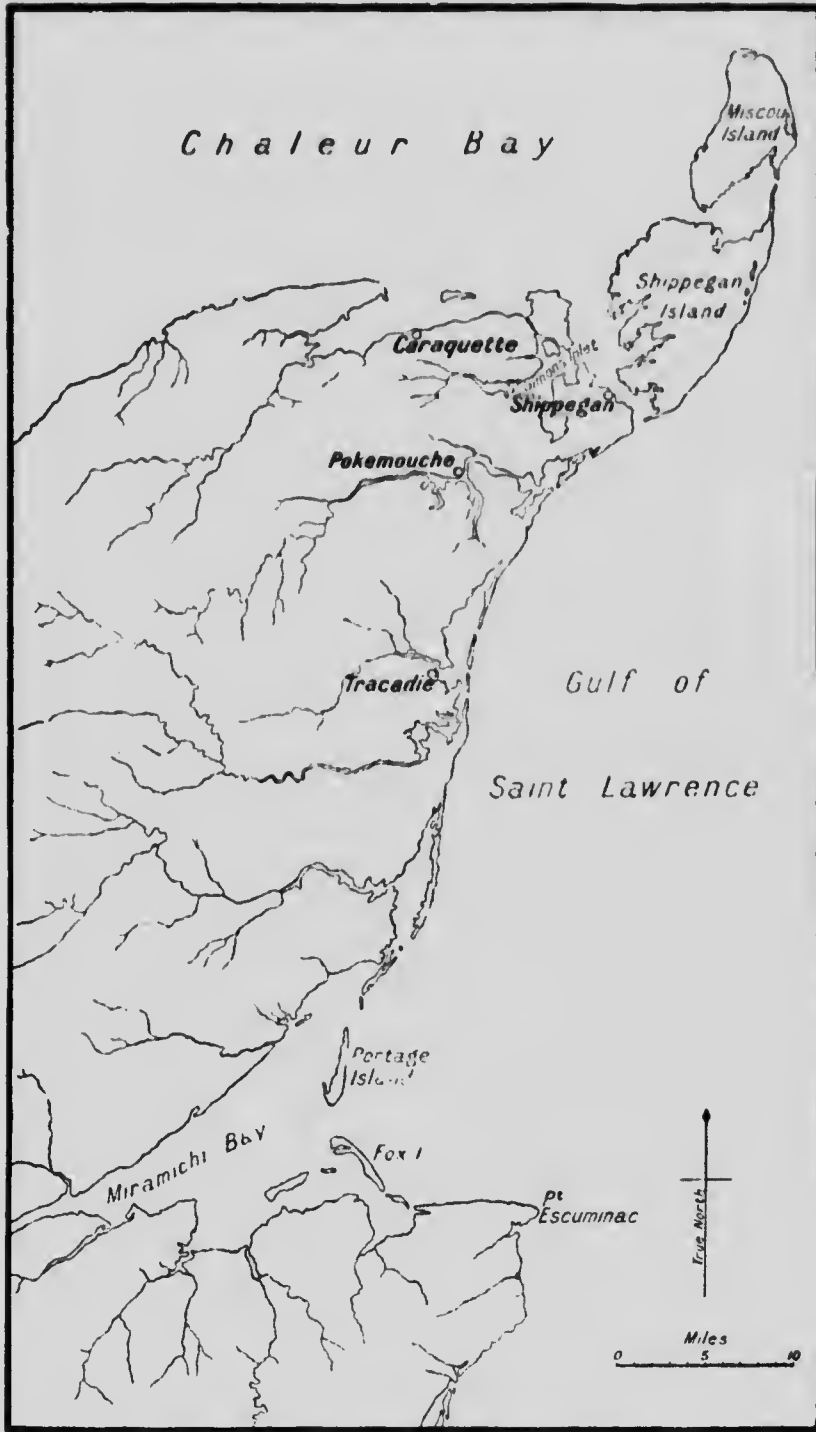 Chaleur Bay
Miscou
Island
Shippegan
Island
Caraquette
Inlet
Shippegan
Pokemouche
Tracadie
Gulf of
Saint Lawrence
Portage
Island
Miramichi Bay
Fox I
Pt
Escuminac
True North
Miles
0 5 10